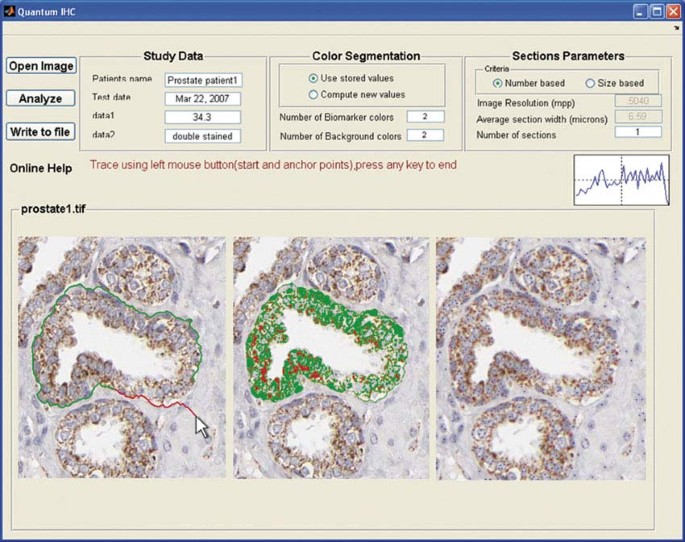 Quantum IHC
Open Image
Analyze
Write to file
Study Data
Patients name Prostate patient1
Test date Mar 22, 2007
data1 34.3
data2 double stained
Color Segmentation
Use stored values
Compute new values
Number of Biomarker colors 2
Number of Background colors 2
Sections Parameters
Criteria
Number based Size based
Image Resolution (mpp) .5040
Average section width (microns) 6.59
Number of sections 1
Online Help Trace using left mouse button(start and anchor points),press any key to end
prostate1.tif